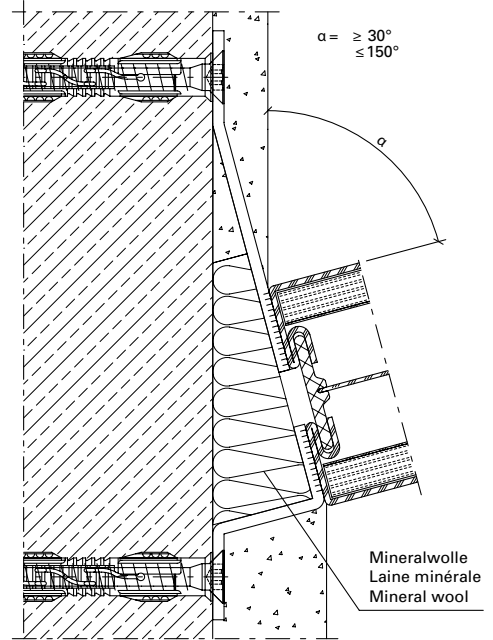 α = ≥ 30°
≤ 150°
α
Mineralwolle
Laine minérale
Mineral wool